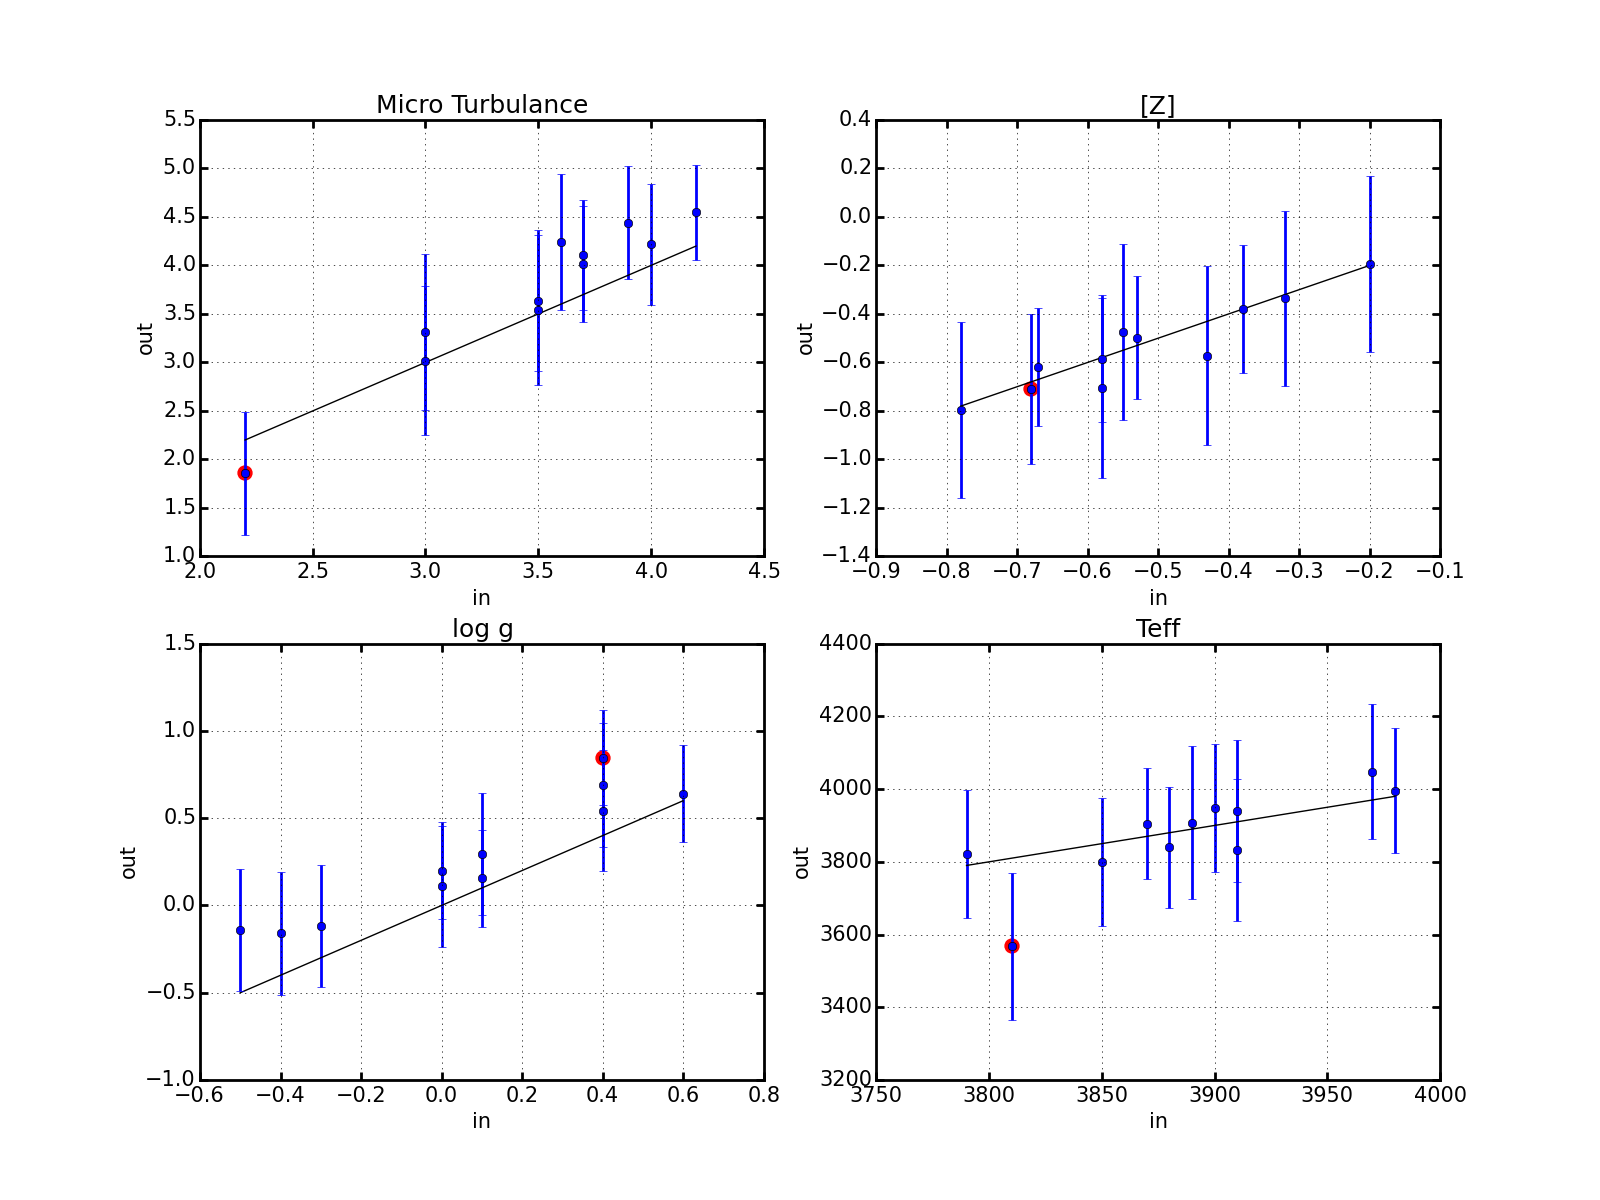 Micro Turbulance
5.5
5.0
4.5
4.0
3.5
3.0
2.5
2.0
1.5
1.0
out
2.0 2.5 3.0 3.5 4.0 4.5
in
[Z]
0.4
0.2
0.0
−0.2
−0.4
−0.6
−0.8
−1.0
−1.2
−1.4
out
−0.9 −0.8 −0.7 −0.6 −0.5 −0.4 −0.3 −0.2 −0.1
in
log g
1.5
1.0
0.5
0.0
−0.5
−1.0
out
−0.6 −0.4 −0.2 0.0 0.2 0.4 0.6 0.8
in
Teff
4400
4200
4000
3800
3600
3400
3200
out
3750 3800 3850 3900 3950 4000
in